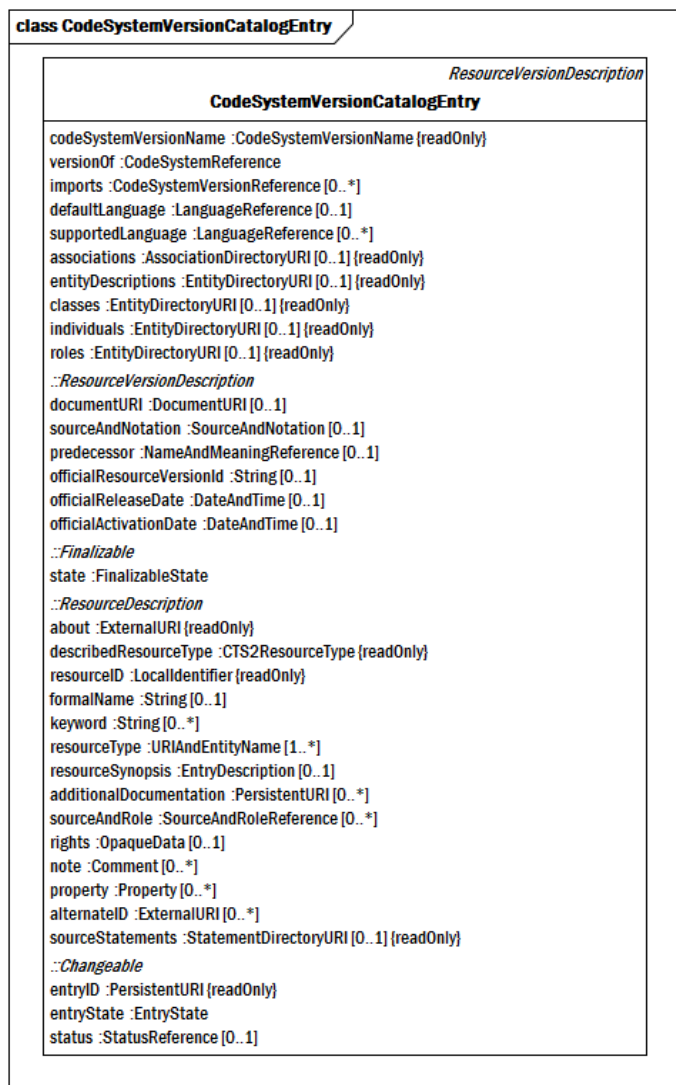 class CodeSystemVersionCatalogEntry
ResourceVersionDescription
CodeSystemVersionCatalogEntry
codeSystemVersionName :CodeSystemVersionName {readOnly}
versionOf :CodeSystemReference
imports :CodeSystemVersionReference [0..*]
defaultLanguage :LanguageReference [0..1]
supportedLanguage :LanguageReference [0..*]
associations :AssociationDirectoryURI [0..1] {readOnly}
entityDescriptions :EntityDirectoryURI [0..1] {readOnly}
classes :EntityDirectoryURI [0..1] {readOnly}
individuals :EntityDirectoryURI [0..1] {readOnly}
roles :EntityDirectoryURI [0..1] {readOnly}
::ResourceVersionDescription
documentURI :DocumentURI [0..1]
sourceAndNotation :SourceAndNotation [0..1]
predecessor :NameAndMeaningReference [0..1]
officialResourceVersionId :String [0..1]
officialReleaseDate :DateAndTime [0..1]
officialActivationDate :DateAndTime [0..1]
::Finalizable
state :FinalizableState
::ResourceDescription
about :ExternalURI {readOnly}
describedResourceType :CTS2ResourceType {readOnly}
resourceID :LocalIdentifier {readOnly}
formalName :String [0..1]
keyword :String [0..*]
resourceType :URIAndEntityName [1..*]
resourceSynopsis :EntryDescription [0..1]
additionalDocumentation :PersistentURI [0..*]
sourceAndRole :SourceAndRoleReference [0..*]
rights :OpaqueData [0..1]
note :Comment [0..*]
property :Property [0..*]
alternateID :ExternalURI [0..*]
sourceStatements :StatementDirectoryURI [0..1] {readOnly}
::Changeable
entryID :PersistentURI {readOnly}
entryState :EntryState
status :StatusReference [0..1]